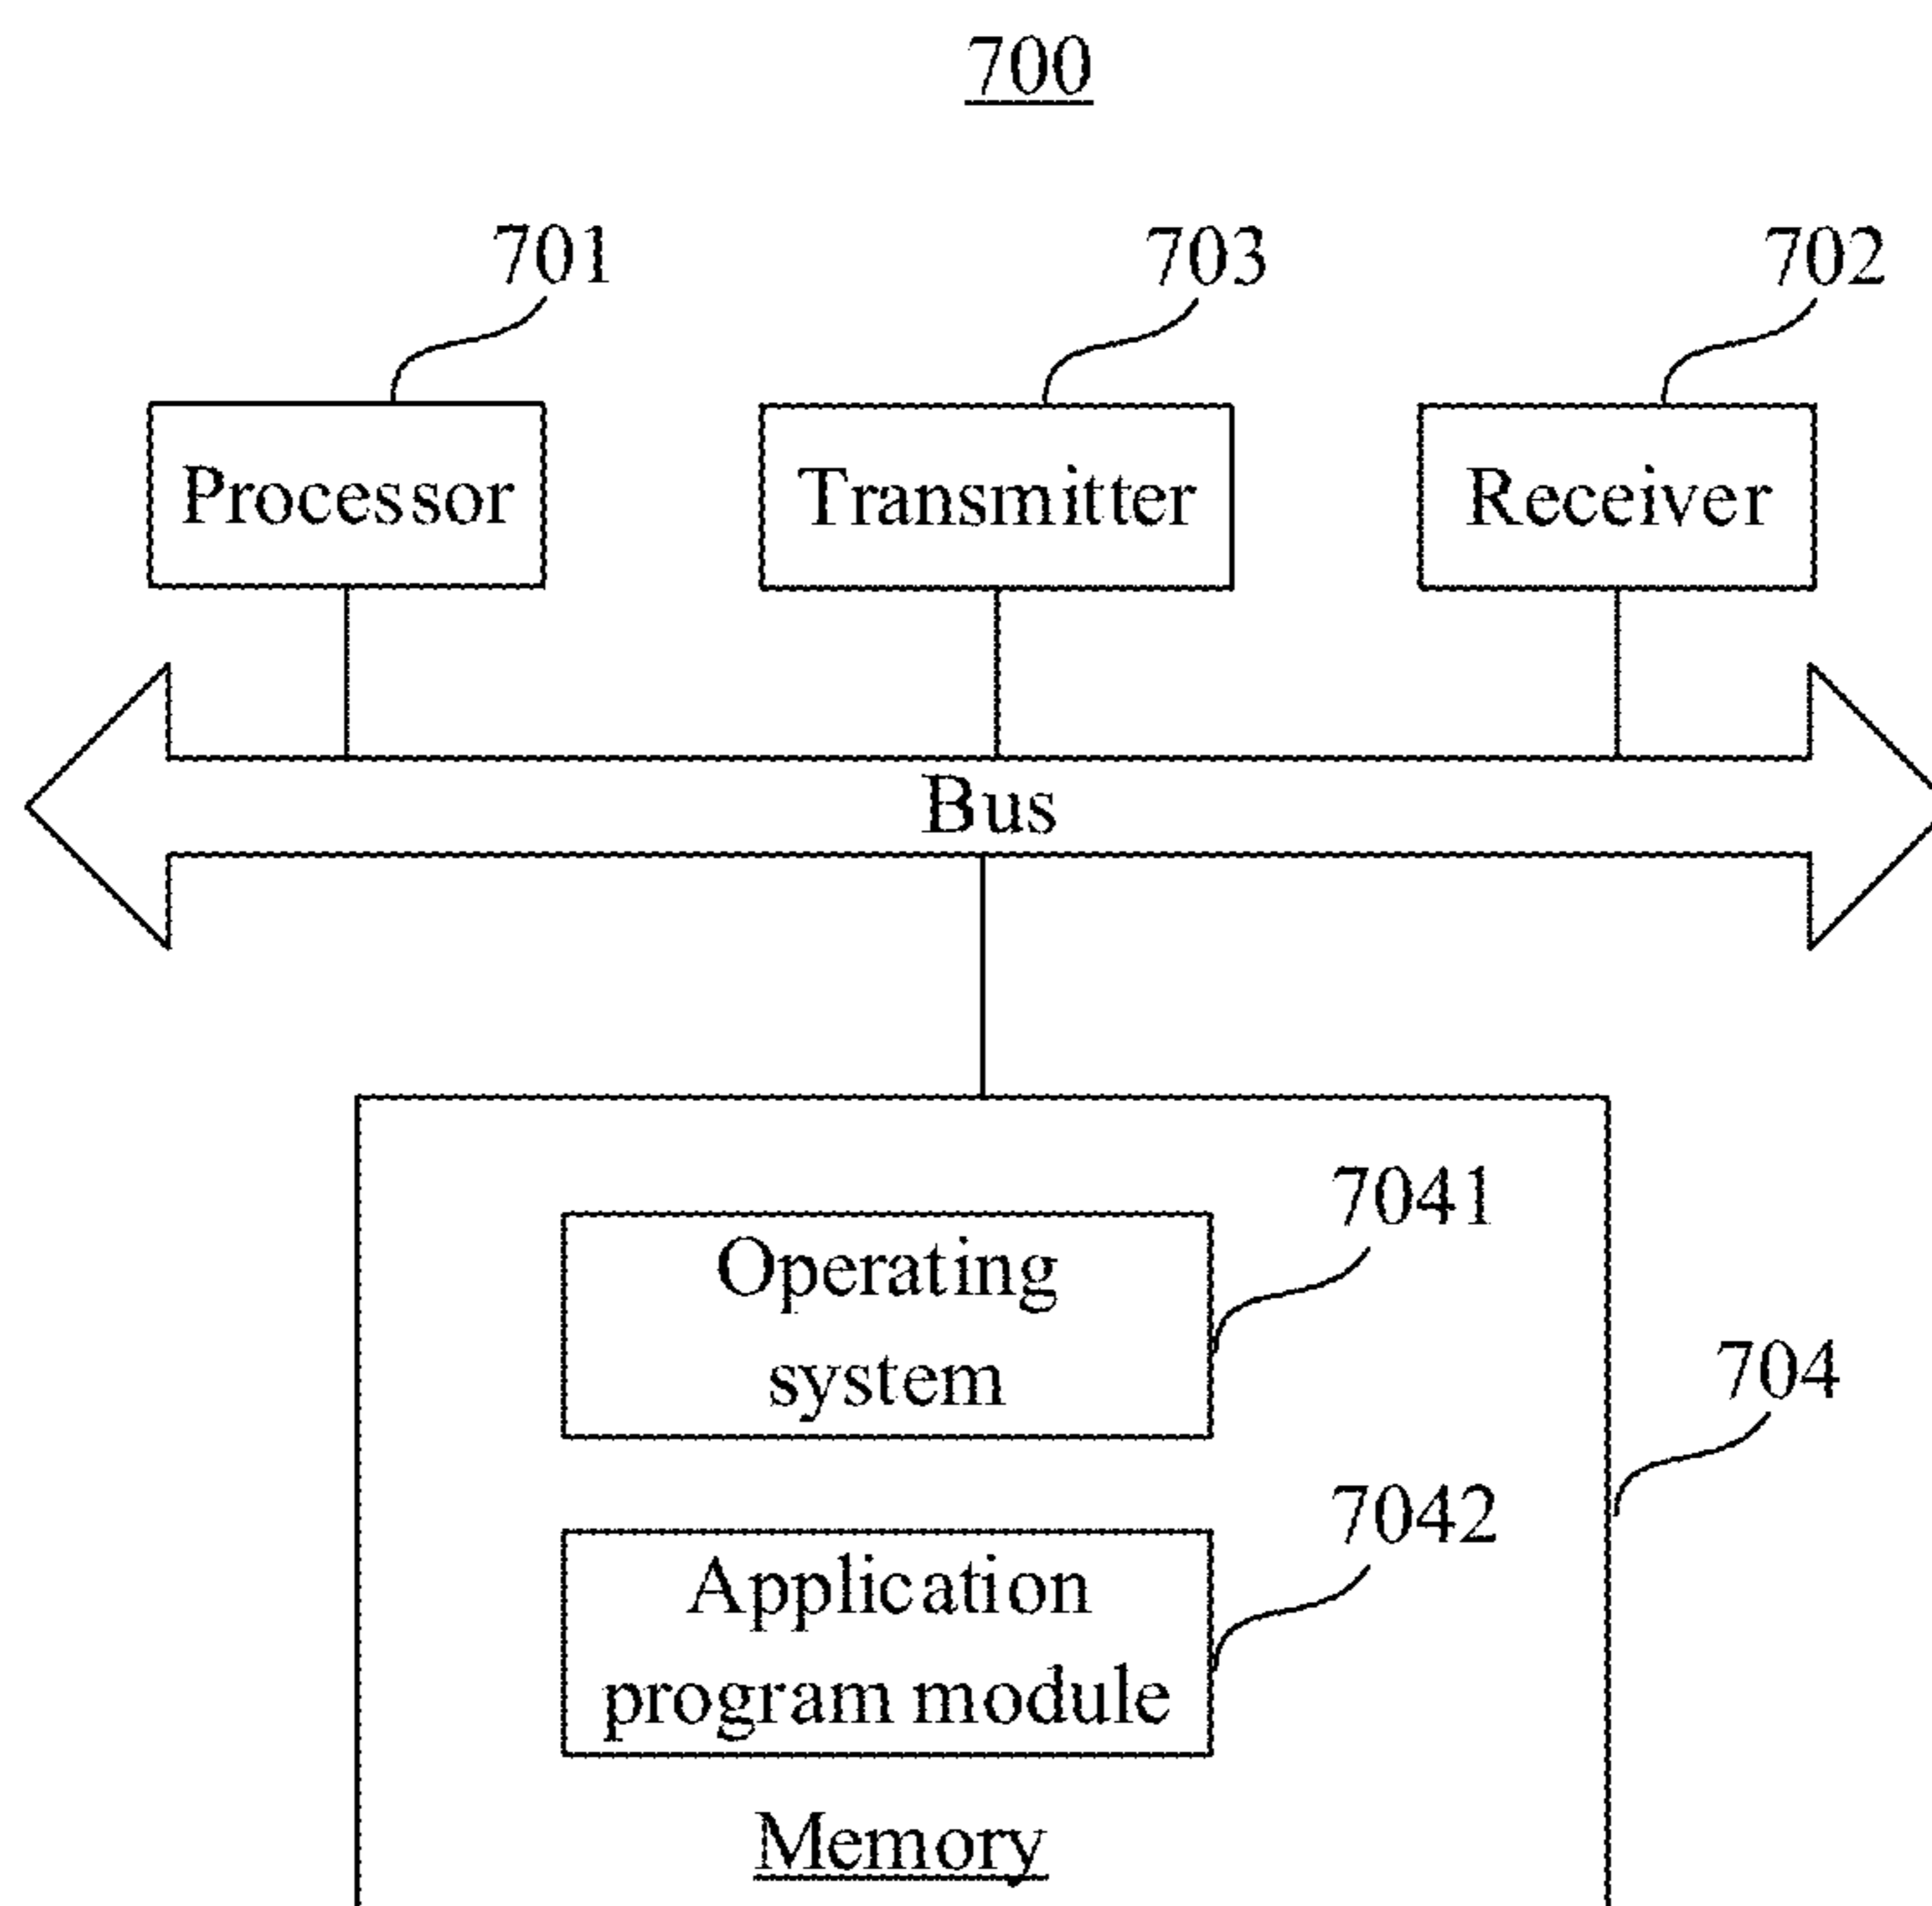 700
701
703
702
Processor
Transmitter
Receiver
Bus
7041
Operating
system
704
7042
Application
program module
Memory